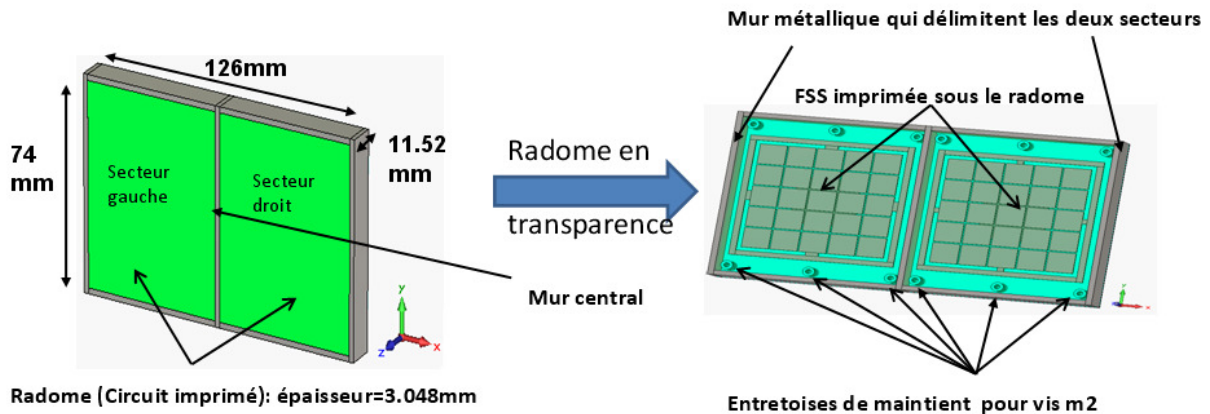 Mur métallique qui délimitent les deux secteurs
126mm
FSS imprimée sous le radome
74
mm
11.52
mm
Secteur
gauche
Secteur
droit
Radome en
transparence
Mur central
y
x
z
y
x
Radome (Circuit imprimé): épaisseur=3.048mm
Entretoises de maintient pour vis m2